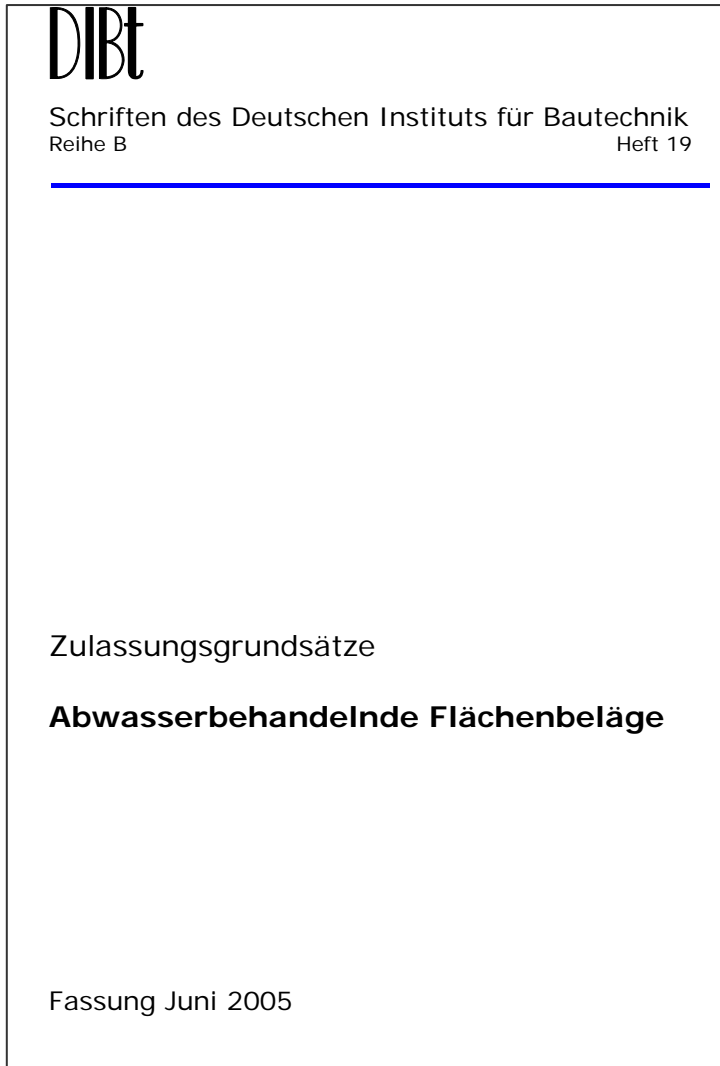 DIBt
Schriften des Deutschen Instituts für Bautechnik
Reihe B Heft 19
Zulassungsgrundsätze
Abwasserbehandelnde Flächenbeläge
Fassung Juni 2005